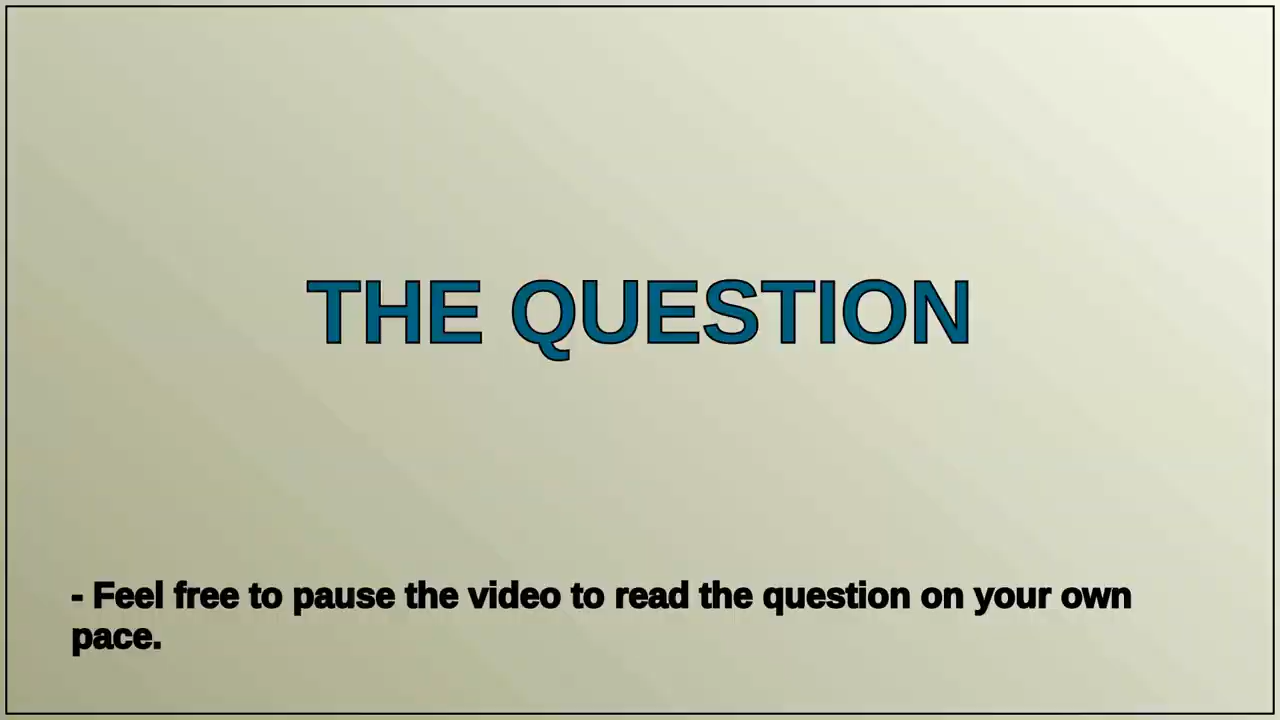 THE QUESTION
- Feel free to pause the video to read the question on your own
pace.